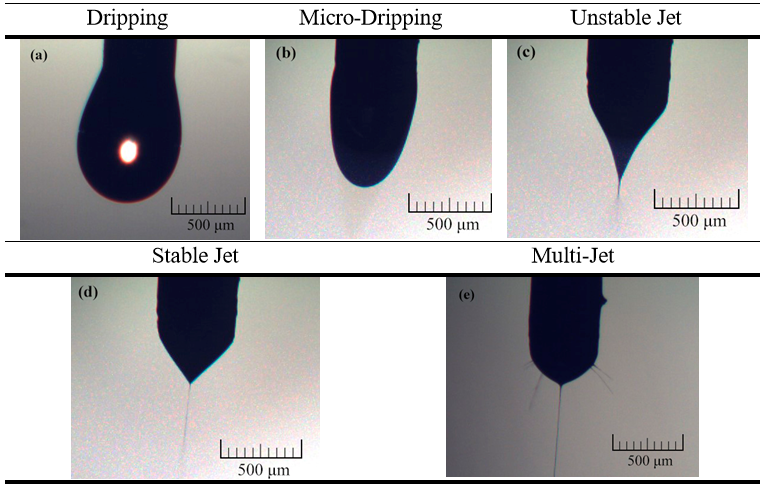 Dripping Micro-Dripping Unstable Jet
(a) (b) (c)
500 μm 500 μm 500 μm
Stable Jet Multi-Jet
(d) (e)
500 μm 500 μm